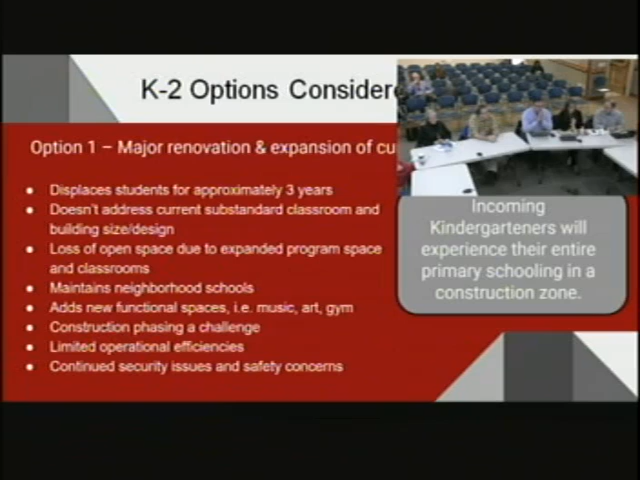 K-2 Options Consider
Option 1 – Major renovation & expansion of cu
● Displaces students for approximately 3 years
● Doesn't address current substandard classroom and
building size/design
● Loss of open space due to expanded program space
and classrooms
● Maintains neighborhood schools
● Adds new functional spaces, i.e. music, art, gym
● Construction phasing a challenge
● Limited operational efficiencies
● Continued security issues and safety concerns
Incoming
Kindergarteners will
experience their entire
primary schooling in a
construction zone.